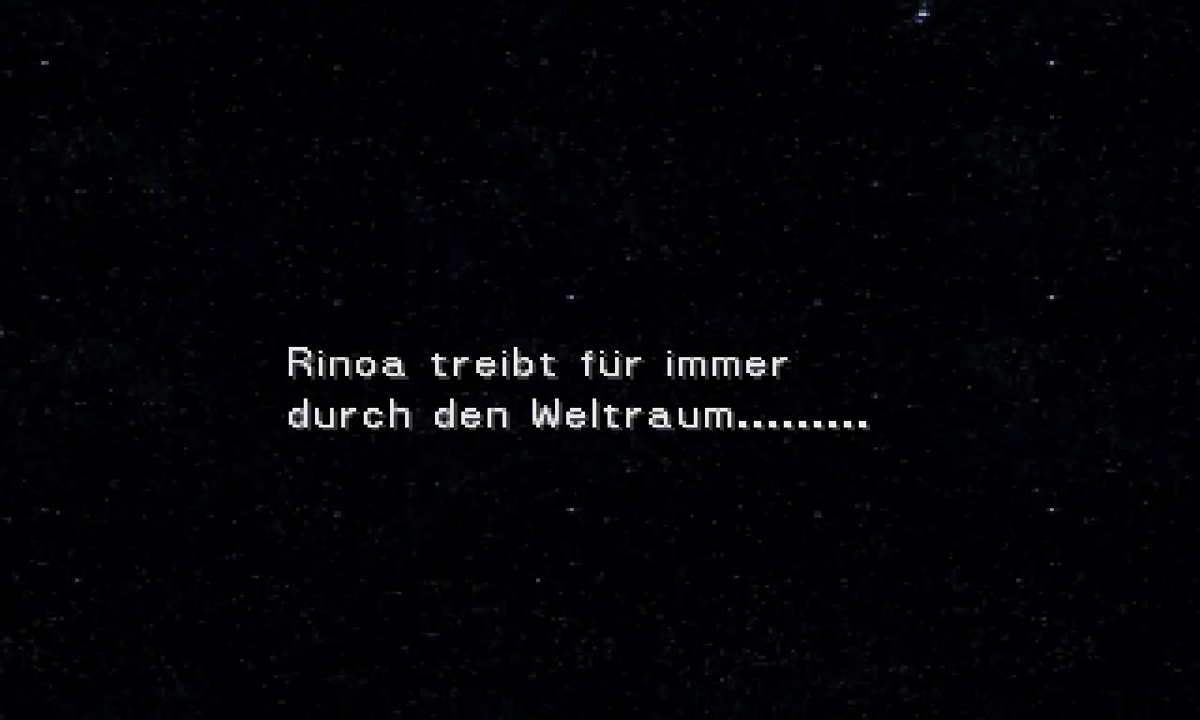 Rinoa treibt für immer
durch den Weltraum.........